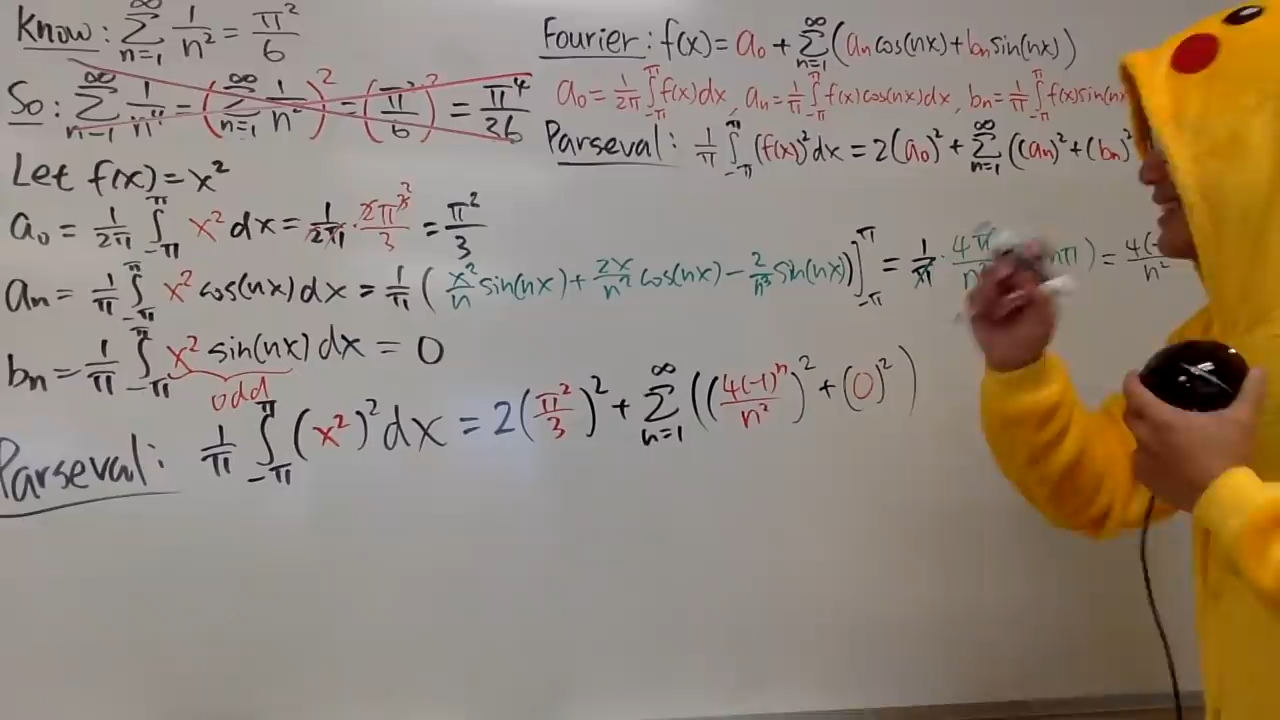 Know: ∑_{n=1}^{∞} 1/n² = π²/6
So: ∑_{n=1}^{∞} 1/n⁴ = (∑_{n=1}^{∞} 1/n²)² = (π²/6)² = π⁴/36
Let f(x) = x²
a₀ = 1/2π ∫_{-π}^{π} x² dx = 1/2π · 2π³/3 = π²/3
aₙ = 1/π ∫_{-π}^{π} x² cos(nx) dx = 1/π (x²/n sin(nx) + 2x/n² cos(nx) − 2/n³ sin(nx))]_{-π}^{π} = 1/π · 4π nπ) = 4(-
bₙ = 1/π ∫_{-π}^{π} x² sin(nx) dx = 0
odd
Parseval: 1/π ∫_{-π}^{π} (x²)² dx = 2(π²/3)² + ∑_{n=1}^{∞} ((4(-1)ⁿ/n²)² + (0)²)
Fourier: f(x) = a₀ + ∑_{n=1}^{∞} (aₙ cos(nx) + bₙ sin(nx))
a₀ = 1/2π ∫_{-π}^{π} f(x) dx, aₙ = 1/π ∫_{-π}^{π} f(x) cos(nx) dx, bₙ = 1/π ∫_{-π}^{π} f(x) sin(nx)
Parseval: 1/π ∫_{-π}^{π} (f(x))² dx = 2(a₀)² + ∑_{n=1}^{∞} ((aₙ)² + (bₙ)²